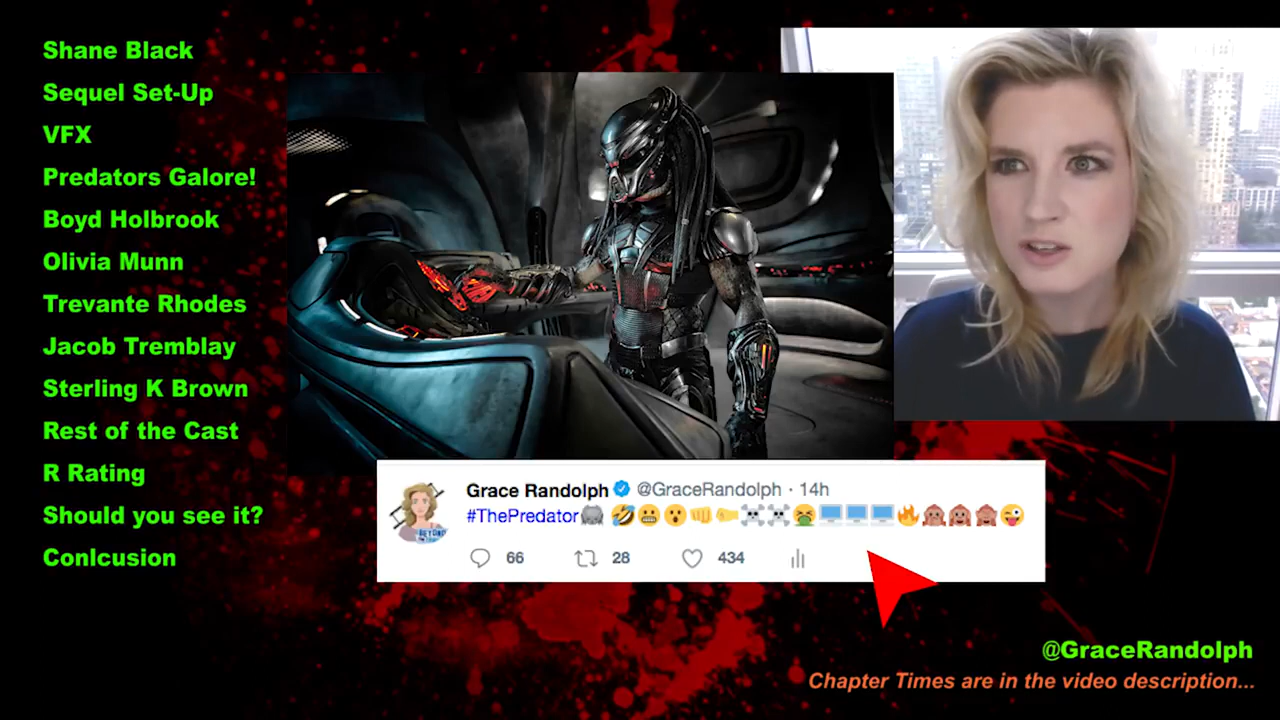 Shane Black
Sequel Set-Up
VFX
Predators Galore!
Boyd Holbrook
Olivia Munn
Trevante Rhodes
Jacob Tremblay
Sterling K Brown
Rest of the Cast
R Rating
Should you see it?
Conlcusion
Grace Randolph @GraceRandolph · 14h
#ThePredator
66 28 434
@GraceRandolph
Chapter Times are in the video description...